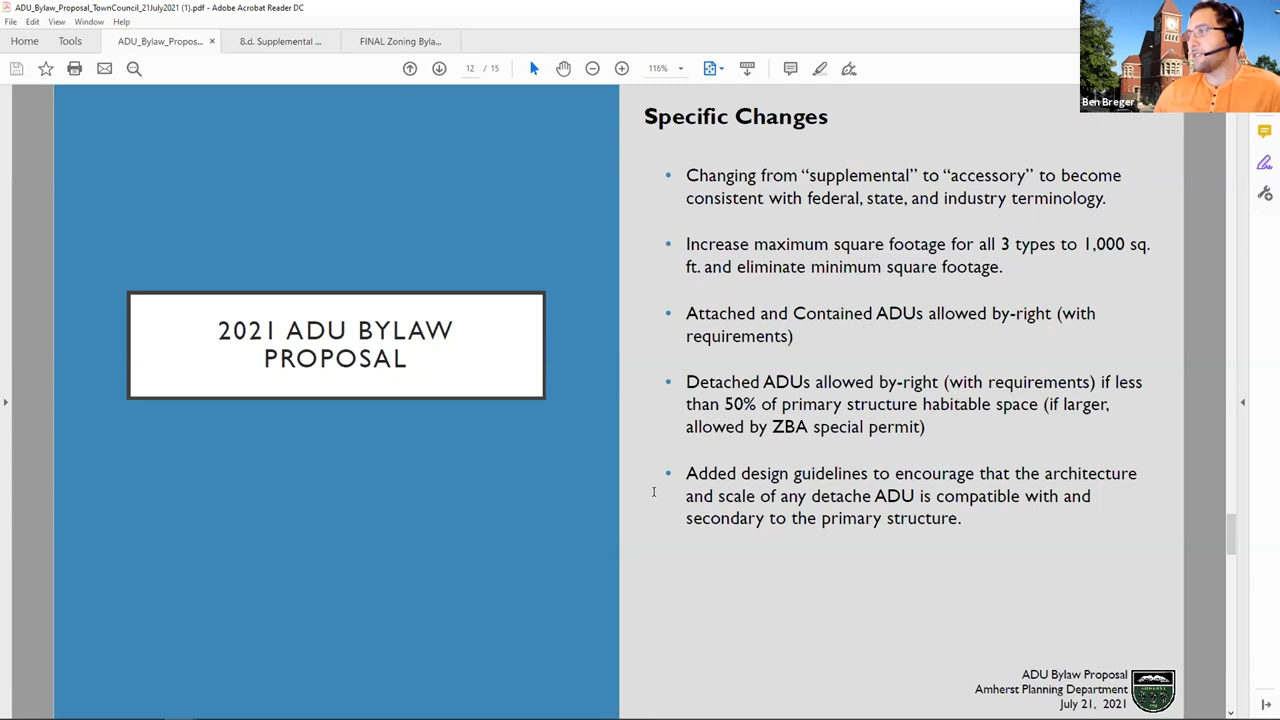 ADU_Bylaw_Proposal_TownCouncil_21July2021 (1).pdf - Adobe Acrobat Reader DC
File Edit View Window Help
Home Tools ADU_Bylaw_Propos... × 8.d. Supplemental ... FINAL Zoning Byla...
12 / 15 116%
Ben Breger
Specific Changes
• Changing from “supplemental” to “accessory” to become
consistent with federal, state, and industry terminology.
• Increase maximum square footage for all 3 types to 1,000 sq.
ft. and eliminate minimum square footage.
• Attached and Contained ADUs allowed by-right (with
requirements)
• Detached ADUs allowed by-right (with requirements) if less
than 50% of primary structure habitable space (if larger,
allowed by ZBA special permit)
• Added design guidelines to encourage that the architecture
and scale of any detache ADU is compatible with and
secondary to the primary structure.
2021 ADU BYLAW
PROPOSAL
ADU Bylaw Proposal
Amherst Planning Department
July 21, 2021